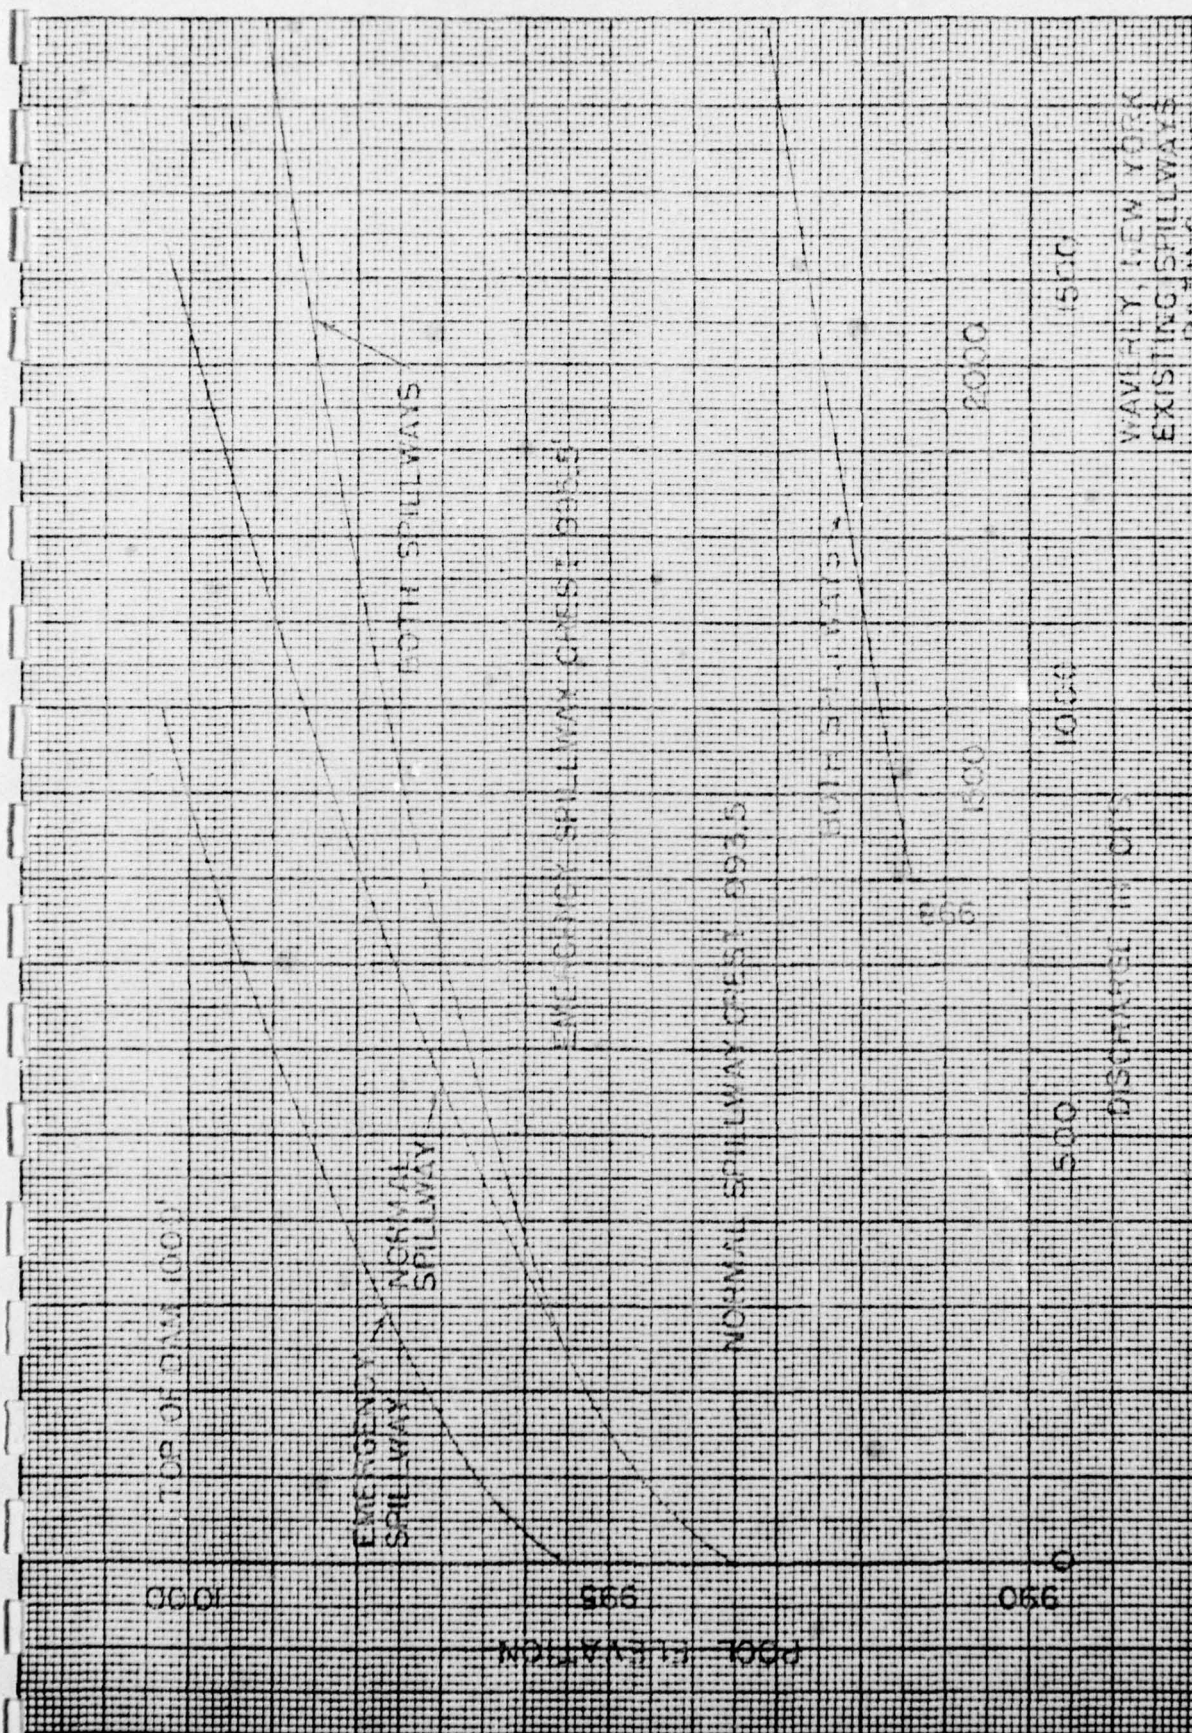 TOP OF DAM 1000'
EMERGENCY
SPILLWAY
NORMAL
SPILLWAY
BOTH SPILLWAYS
EMERGENCY SPILLWAY CREST 995.5
NORMAL SPILLWAY CREST 993.5
BOTH SPILLWAYS
998
1500
2000
1000
995
990
POOL ELEVATION
0
500
1000
1500
DISCHARGE IN CFS
WAVERLY, NEW YORK
EXISTING SPILLWAYS